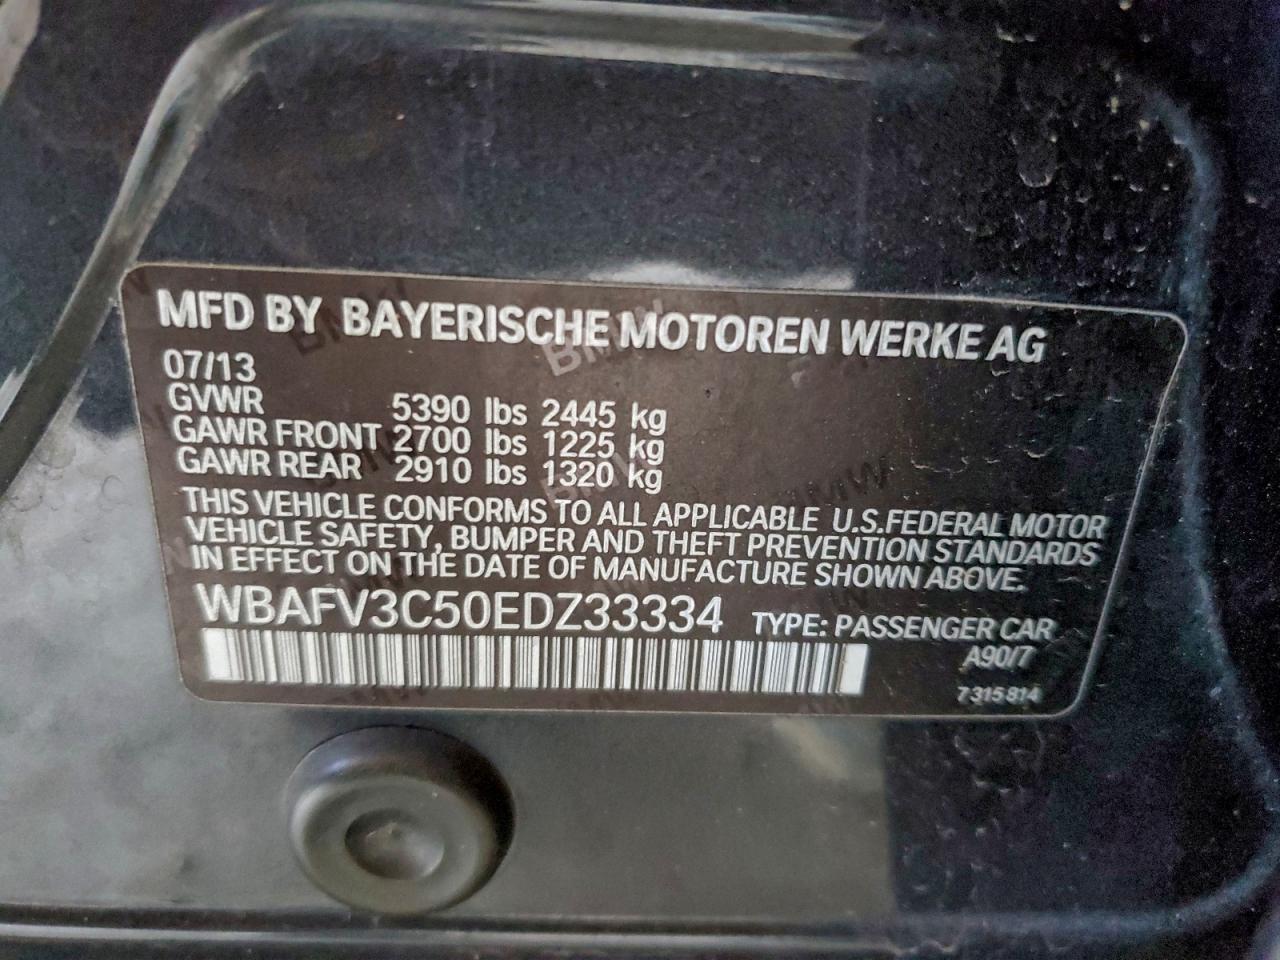 MFD BY BAYERISCHE MOTOREN WERKE AG
07/13
GVWR 5390 lbs 2445 kg
GAWR FRONT 2700 lbs 1225 kg
GAWR REAR 2910 lbs 1320 kg
THIS VEHICLE CONFORMS TO ALL APPLICABLE U.S.FEDERAL MOTOR
VEHICLE SAFETY, BUMPER AND THEFT PREVENTION STANDARDS
IN EFFECT ON THE DATE OF MANUFACTURE SHOWN ABOVE.
WBAFV3C50EDZ33334 TYPE: PASSENGER CAR
A90/7
7 315 814